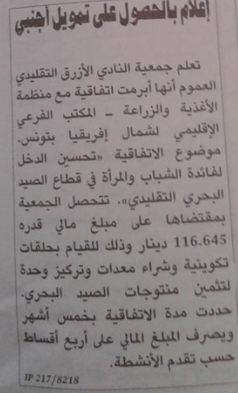 إعلام بالحصول على تمويل أجنبي
تعلم جمعية النادي الأزرق التقليدي
العموم أنها أبرمت اتفاقية مع منظمة
الأغذية والزراعة – المكتب الفرعي
الإقليمي لشمال إفريقيا بتونس.
موضوع الاتفاقية «تحسين الدخل
لفائدة الشباب والمرأة في قطاع الصيد
البحري التقليدي». تتحصل الجمعية
بمقتضاها على مبلغ مالي قدره
116.645 دينار وذلك للقيام بحلقات
تكوينية وشراء معدات وتركيز وحدة
لتثمين منتوجات الصيد البحري.
حددت مدة الاتفاقية بخمس أشهر
ويصرف المبلغ المالي على أربع أقساط
حسب تقدم الأنشطة.
IP 217/8218